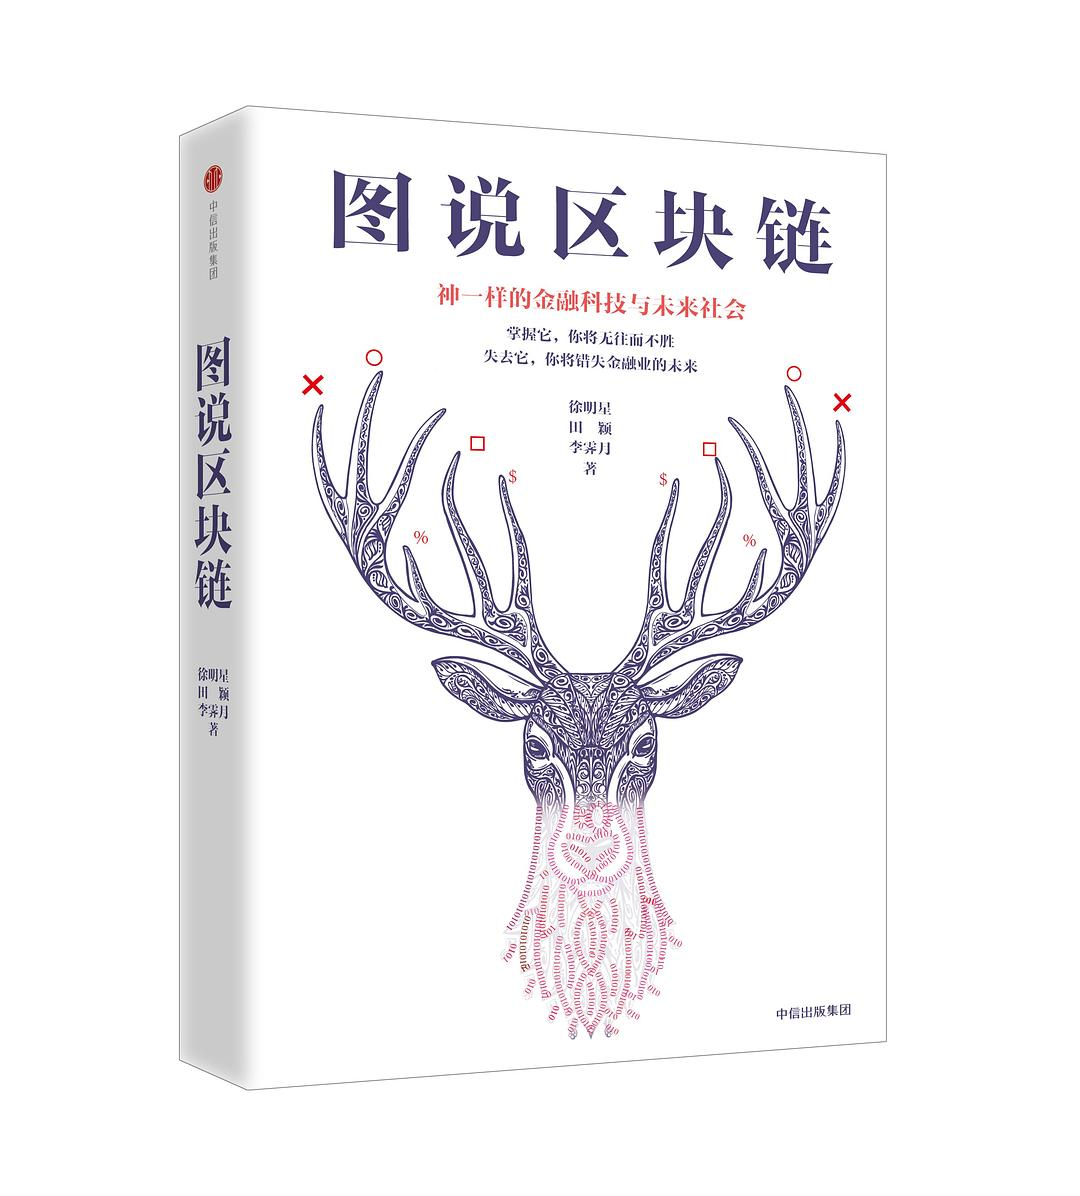 图说区块链
神一样的金融科技与未来社会
掌握它，你将无往而不胜
失去它，你将错失金融业的未来
徐明星
田 颖
李霁月
著
$
$
%
%
中信出版集团
中信出版集团
图说区块链
徐明星
田 颖
李霁月
著